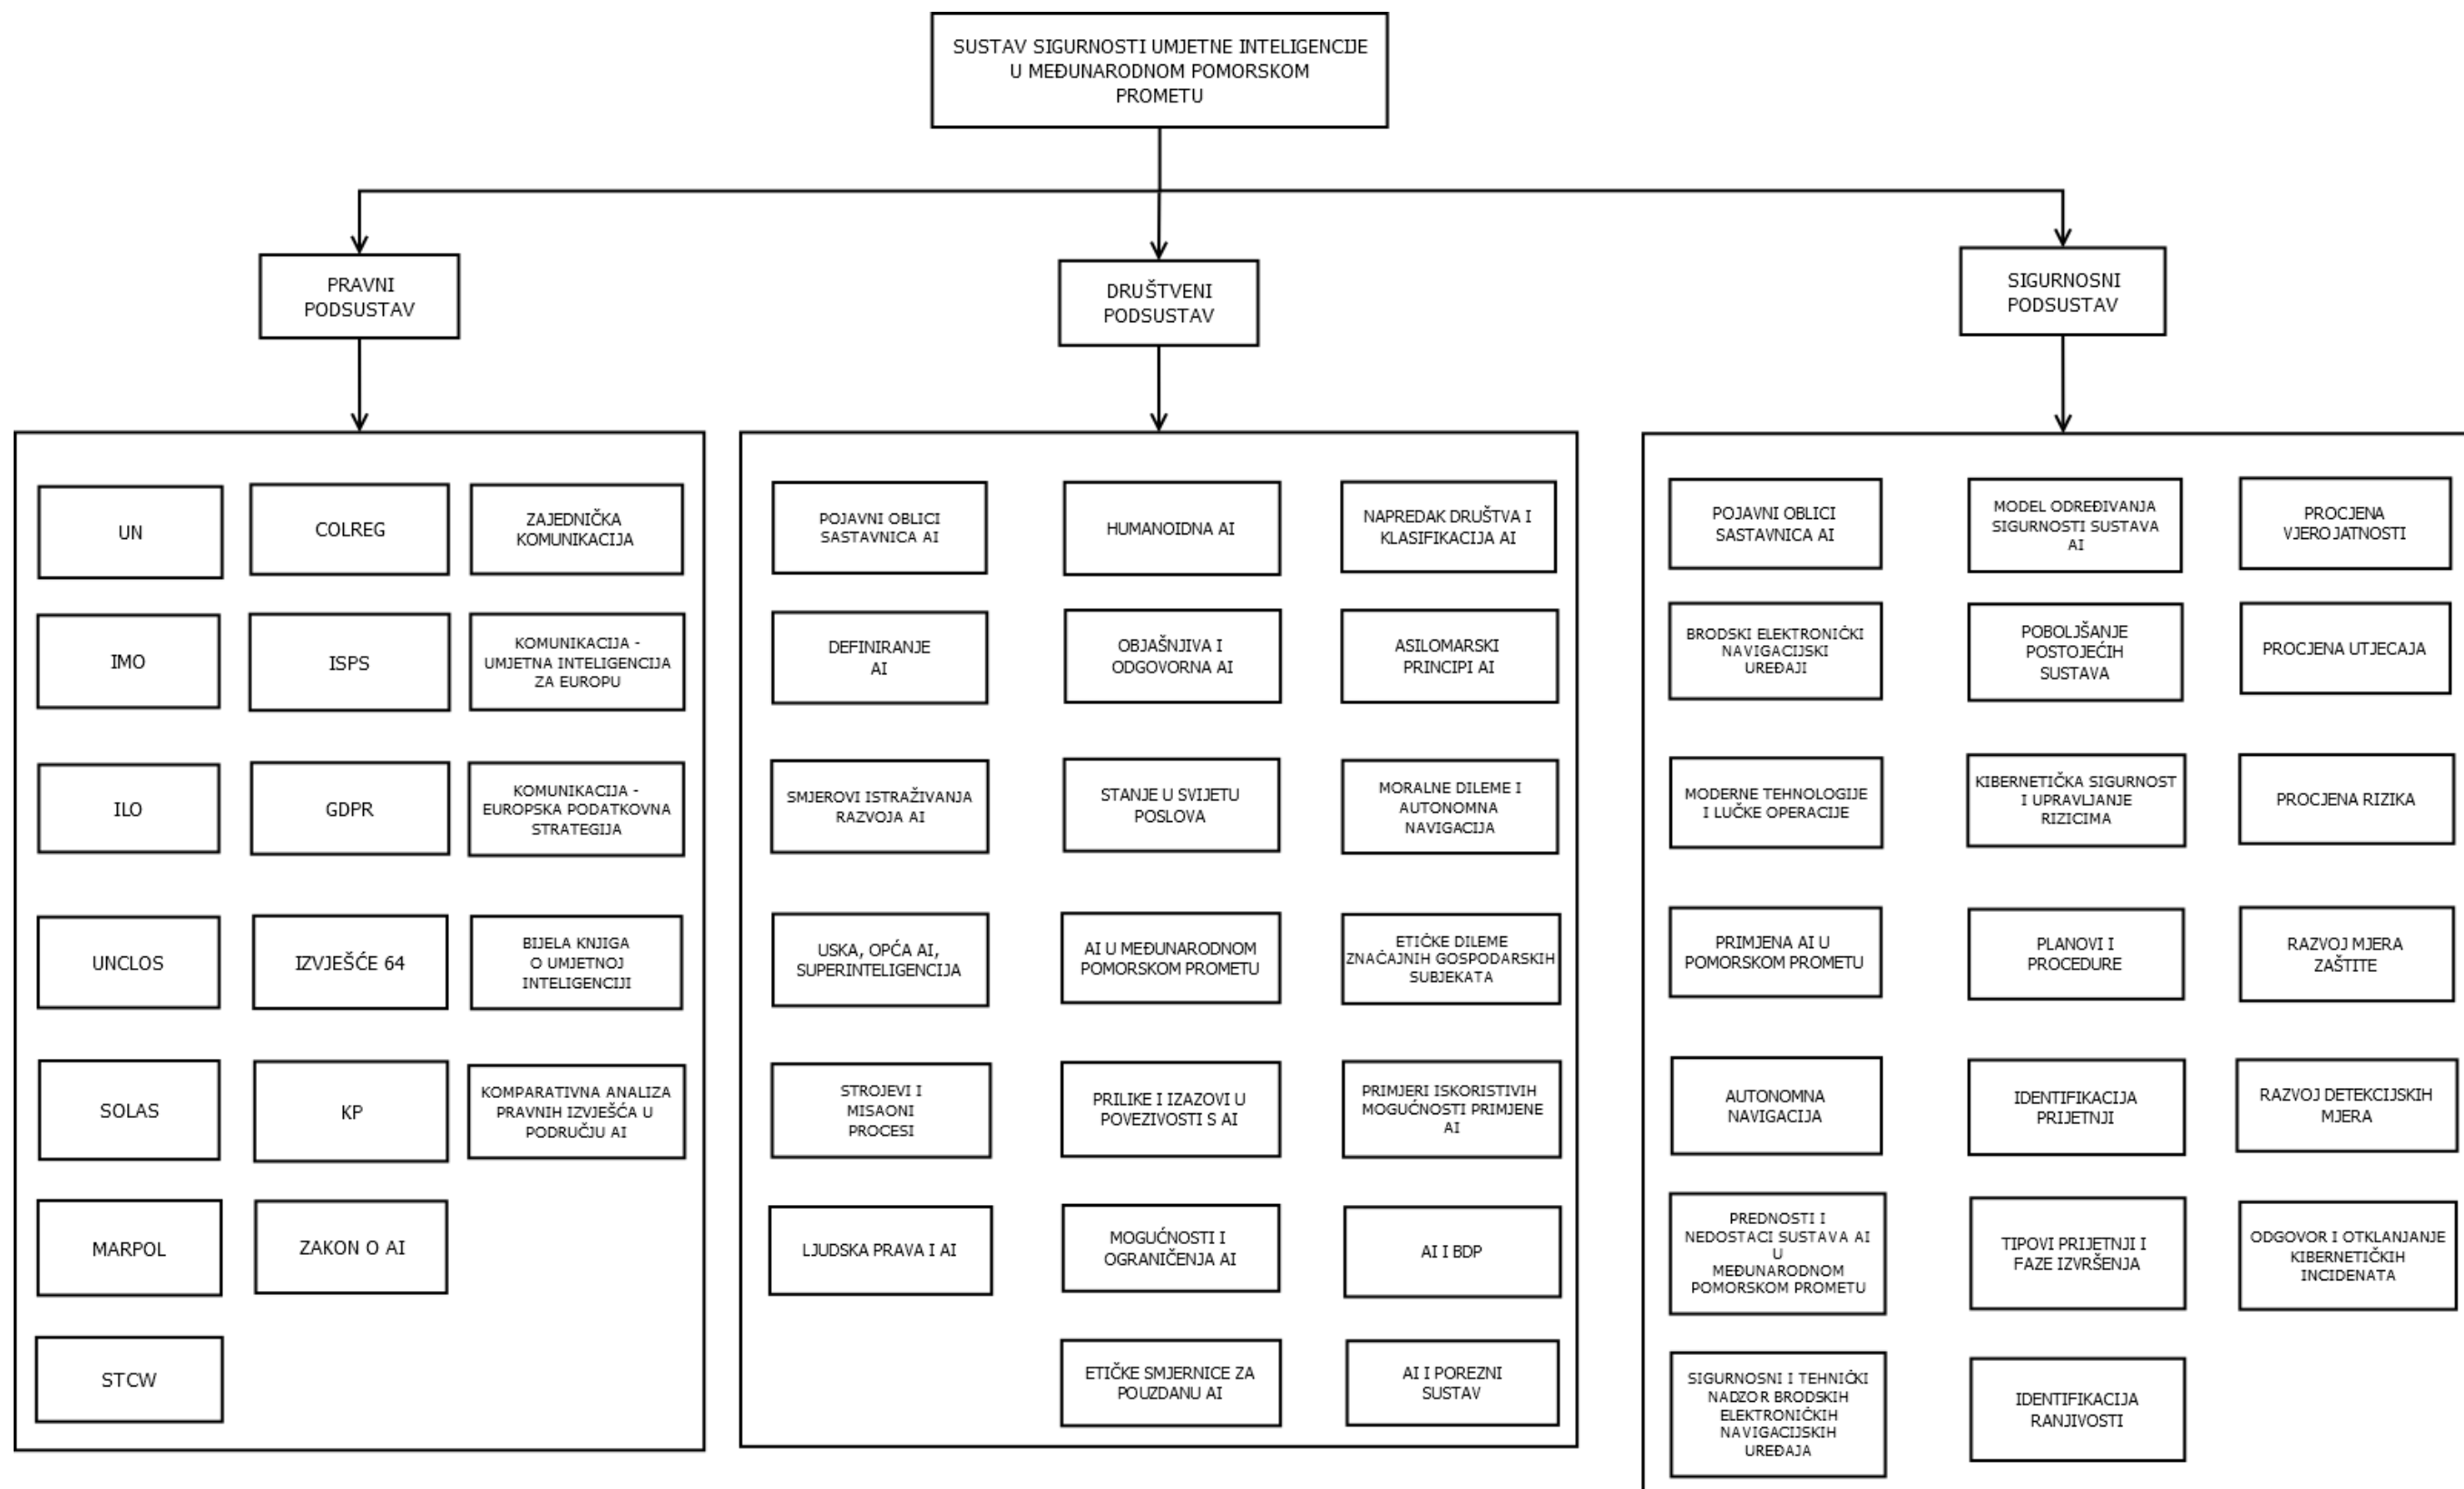 SUSTAV SIGURNOSTI UMJETNE INTELIGENCIJE
U MEĐUNARODNOM POMORSKOM
PROMETU
PRAVNI
PODSUSTAV
DRUŠTVENI
PODSUSTAV
SIGURNOSNI
PODSUSTAV
UN
COLREG
ZAJEDNIČKA
KOMUNIKACIJA
IMO
ISPS
KOMUNIKACIJA -
UMJETNA INTELIGENCIJA
ZA EUROPU
ILO
GDPR
KOMUNIKACIJA -
EUROPSKA PODATKOVNA
STRATEGIJA
UNCLOS
IZVJEŠĆE 64
BIJELA KNJIGA
O UMJETNOJ
INTELIGENCIJI
SOLAS
KP
KOMPARATIVNA ANALIZA
PRAVNIH IZVJEŠĆA U
PODRUČJU AI
MARPOL
ZAKON O AI
STCW
POJAVNI OBLICI
SASTAVNICA AI
HUMANOIDNA AI
NAPREDAK DRUŠTVA I
KLASIFIKACIJA AI
DEFINIRANJE
AI
OBJAŠNJIVA I
ODGOVORNA AI
ASILOMARSKI
PRINCIPI AI
SMJEROVI ISTRAŽIVANJA
RAZVOJA AI
STANJE U SVIJETU
POSLOVA
MORALNE DILEME I
AUTONOMNA
NAVIGACIJA
USKA, OPĆA AI,
SUPERINTELIGENCIJA
AI U MEĐUNARODNOM
POMORSKOM PROMETU
ETIČKE DILEME
ZNAČAJNIH GOSPODARSKIH
SUBJEKATA
STROJEVI I
MISAONI
PROCESI
PRILIKE I IZAZOVI U
POVEZIVOSTI S AI
PRIMJERI ISKORISTIVIH
MOGUĆNOSTI PRIMJENE
AI
LJUDSKA PRAVA I AI
MOGUĆNOSTI I
OGRANIČENJA AI
AI I BDP
ETIČKE SMJERNICE ZA
POUZDANU AI
AI I POREZNI
SUSTAV
POJAVNI OBLICI
SASTAVNICA AI
MODEL ODREĐIVANJA
SIGURNOSTI SUSTAVA
AI
PROCJENA
VJEROJATNOSTI
BRODSKI ELEKTRONIČKI
NAVIGACIJSKI
UREĐAJI
POBOLJŠANJE
POSTOJEĆIH
SUSTAVA
PROCJENA UTJECAJA
MODERNE TEHNOLOGIJE
I LUČKE OPERACIJE
KIBERNETIČKA SIGURNOST
I UPRAVLJANJE
RIZICIMA
PROCJENA RIZIKA
PRIMJENA AI U
POMORSKOM PROMETU
PLANOVI I
PROCEDURE
RAZVOJ MJERA
ZAŠTITE
AUTONOMNA
NAVIGACIJA
IDENTIFIKACIJA
PRIJETNJI
RAZVOJ DETEKCIJSKIH
MJERA
PREDNOSTI I
NEDOSTACI SUSTAVA AI
U
MEĐUNARODNOM
POMORSKOM PROMETU
TIPOVI PRIJETNJI I
FAZE IZVRŠENJA
ODGOVOR I OTKLANJANJE
KIBERNETIČKIH
INCIDENATA
SIGURNOSNI I TEHNIČKI
NADZOR BRODSKIH
ELEKTRONIČKIH
NAVIGACIJSKIH
UREĐAJA
IDENTIFIKACIJA
RANJIVOSTI